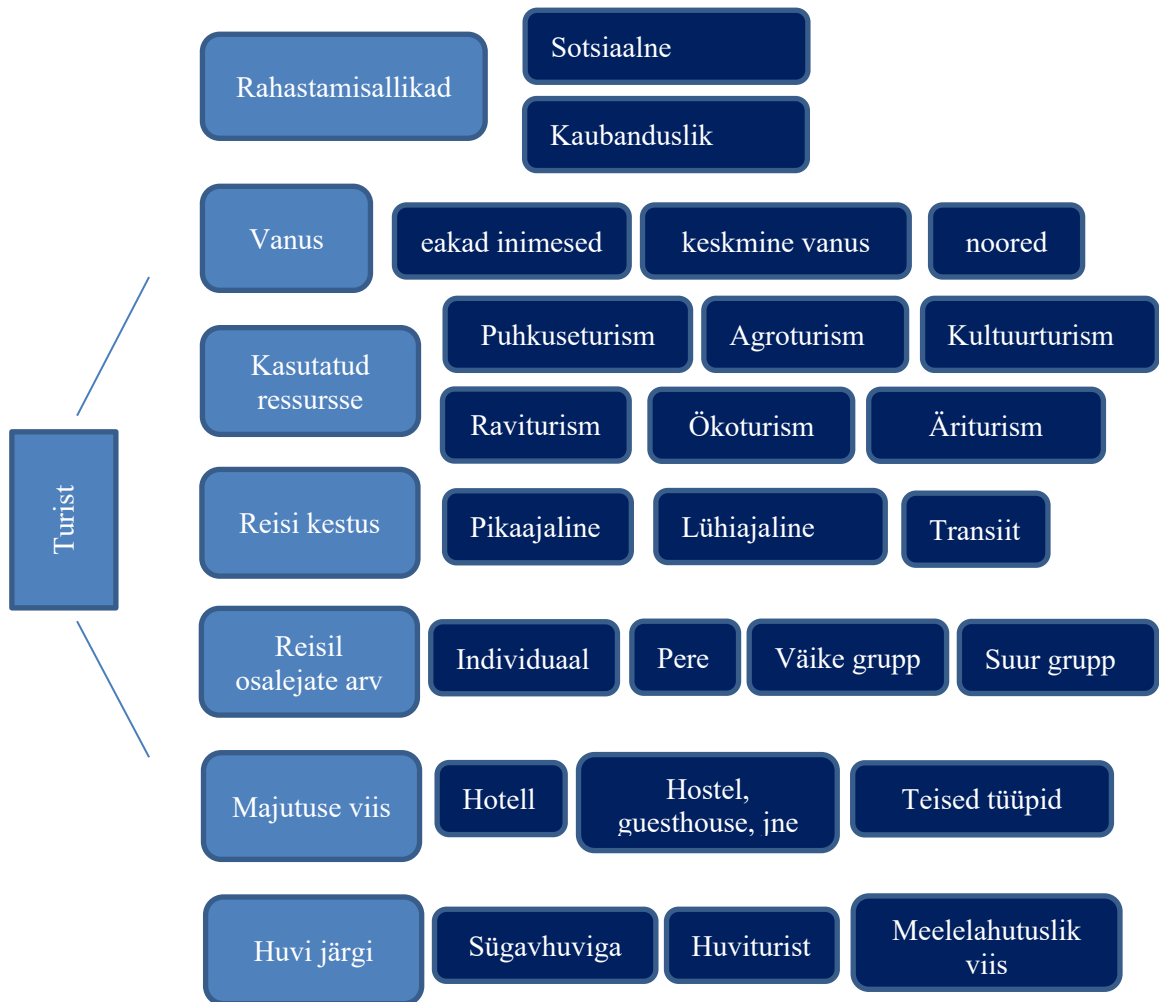 Turist
Rahastamisallikad
Sotsiaalne
Kaubanduslik
Vanus
eakad inimesed
keskmine vanus
noored
Kasutatud
ressursse
Puhkuseturism
Agroturism
Kultuurturism
Raviturism
Ökoturism
Äriturism
Reisi kestus
Pikaajaline
Lühiajaline
Transiit
Reisil
osalejate arv
Individuaal
Pere
Väike grupp
Suur grupp
Majutuse viis
Hotell
Hostel,
guesthouse, jne
Teised tüüpid
Huvi järgi
Sügavhuviga
Huviturist
Meelelahutuslik
viis